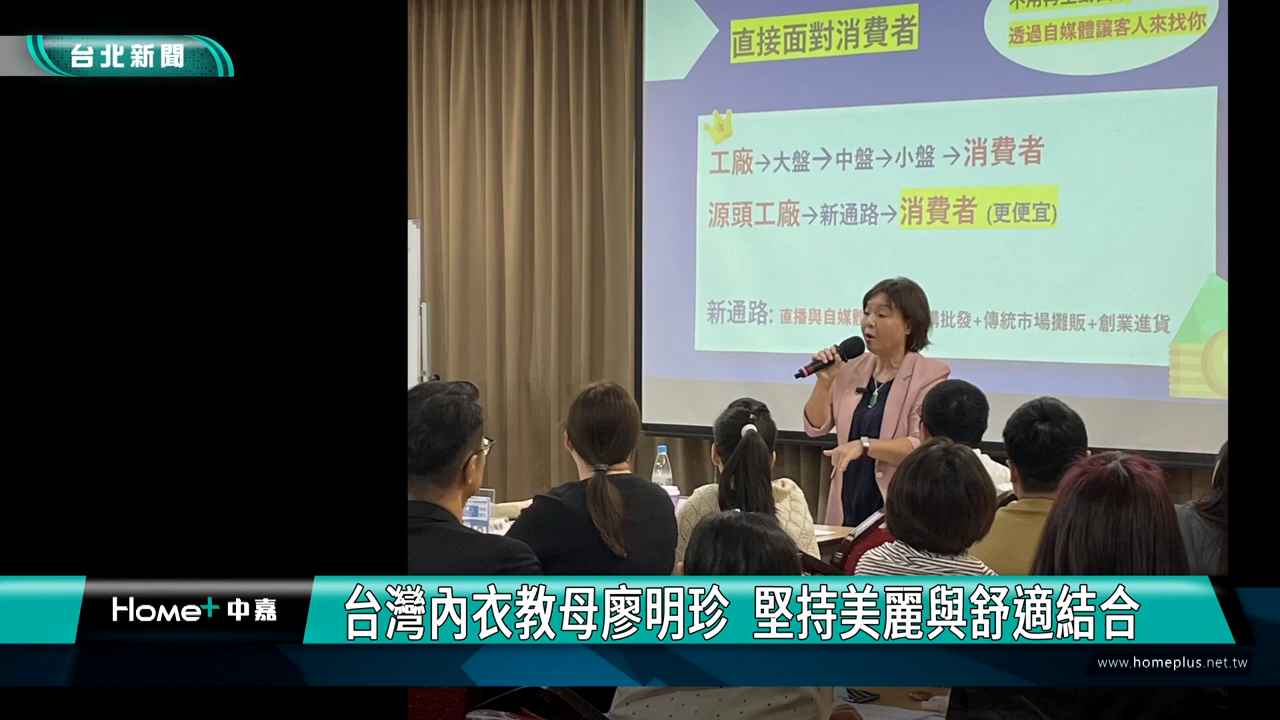 台北新聞
直接面對消費者
透過自媒體讓客人來找你
工廠→大盤→中盤→小盤→消費者
源頭工廠→新通路→消費者 (更便宜)
新通路: 直播與自媒體 批發+傳統市場攤販+創業進貨
Home+ 中嘉
台灣內衣教母廖明珍 堅持美麗與舒適結合
www.homeplus.net.tw